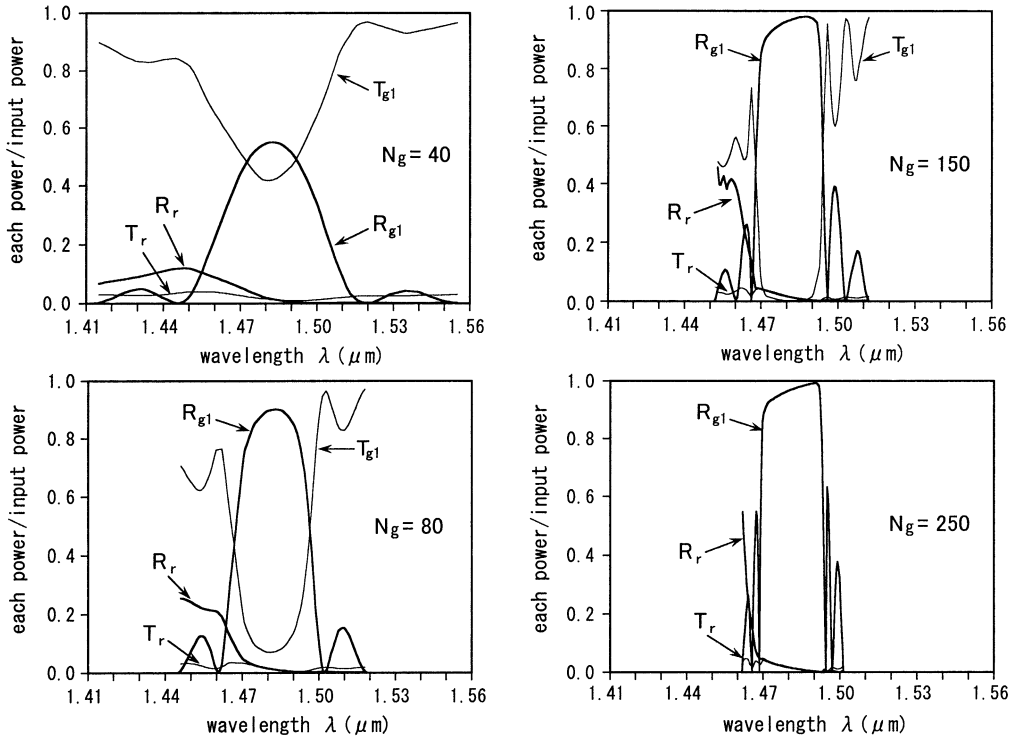 each power/input power
1.0
0.8
0.6
0.4
0.2
0.0
T_g1
N_g = 40
R_r
T_r
R_g1
1.41 1.44 1.47 1.50 1.53 1.56
wavelength λ (μm)
each power/input power
1.0
0.8
0.6
0.4
0.2
0.0
R_g1
T_g1
N_g = 150
R_r
T_r
1.41 1.44 1.47 1.50 1.53 1.56
wavelength λ (μm)
each power/input power
1.0
0.8
0.6
0.4
0.2
0.0
R_g1
T_g1
N_g = 80
R_r
T_r
1.41 1.44 1.47 1.50 1.53 1.56
wavelength λ (μm)
each power/input power
1.0
0.8
0.6
0.4
0.2
0.0
R_g1
N_g = 250
R_r
T_r
1.41 1.44 1.47 1.50 1.53 1.56
wavelength λ (μm)